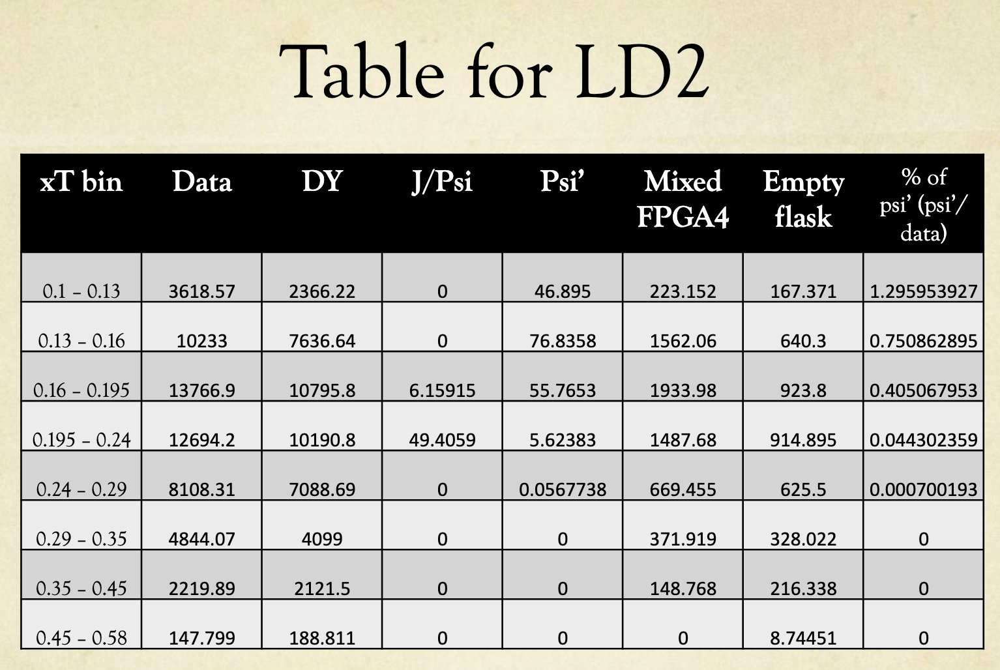 Table for LD2
xT bin Data DY J/Psi Psi’ Mixed FPGA4 Empty flask % of psi’ (psi’/ data)
0.1 – 0.13 3618.57 2366.22 0 46.895 223.152 167.371 1.295953927
0.13 – 0.16 10233 7636.64 0 76.8358 1562.06 640.3 0.750862895
0.16 – 0.195 13766.9 10795.8 6.15915 55.7653 1933.98 923.8 0.405067953
0.195 – 0.24 12694.2 10190.8 49.4059 5.62383 1487.68 914.895 0.044302359
0.24 – 0.29 8108.31 7088.69 0 0.0567738 669.455 625.5 0.000700193
0.29 – 0.35 4844.07 4099 0 0 371.919 328.022 0
0.35 – 0.45 2219.89 2121.5 0 0 148.768 216.338 0
0.45 – 0.58 147.799 188.811 0 0 0 8.74451 0